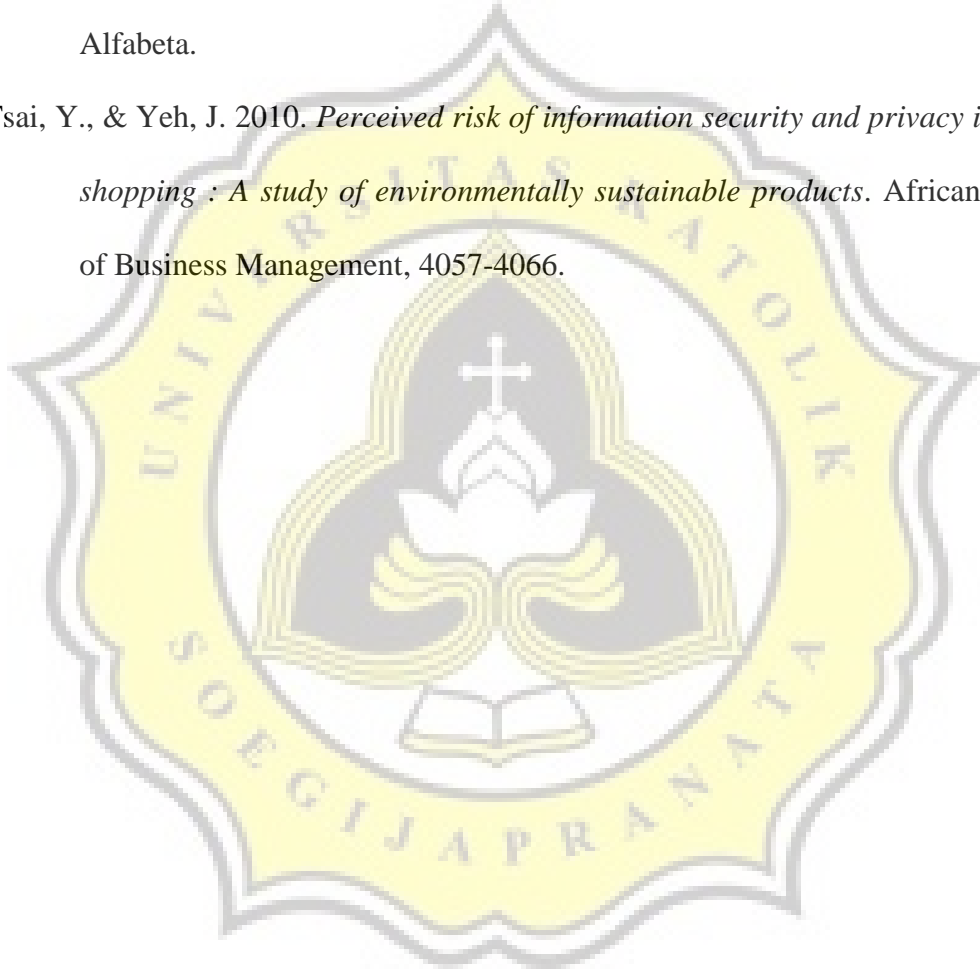 Alfabeta.
Tsai, Y., & Yeh, J. 2010. Perceived risk of information security and privacy i
shopping : A study of environmentally sustainable products. African
of Business Management, 4057-4066.
UNIVERSITAS KATOLIK
SOEGIJAPRANATA